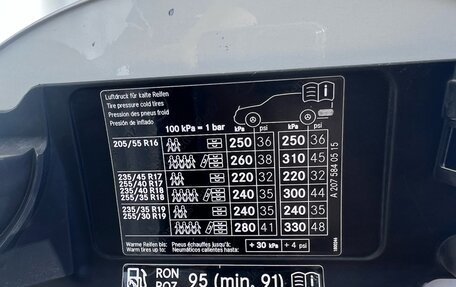 Luftdruck für kalte Reifen
Tire pressure cold tires
Pression des pneus froid
Presión de inflado
100 kPa = 1 bar
kPa psi kPa psi
205/55 R16 250 36 250 36
260 38 310 45
235/45 R17
255/40 R17
235/40 R18
255/35 R18
220 32 220 32
240 35 300 44
235/35 R19
255/30 R19
240 35 240 35
280 41 330 48
Warme Reifen bis: Pneus échauffés jusqu'à:
Warm tires up to: Neumáticos calientes hasta:
+ 30 kPa + 4 psi
A 207 584 05 15
RON
ROZ
95 (min. 91)